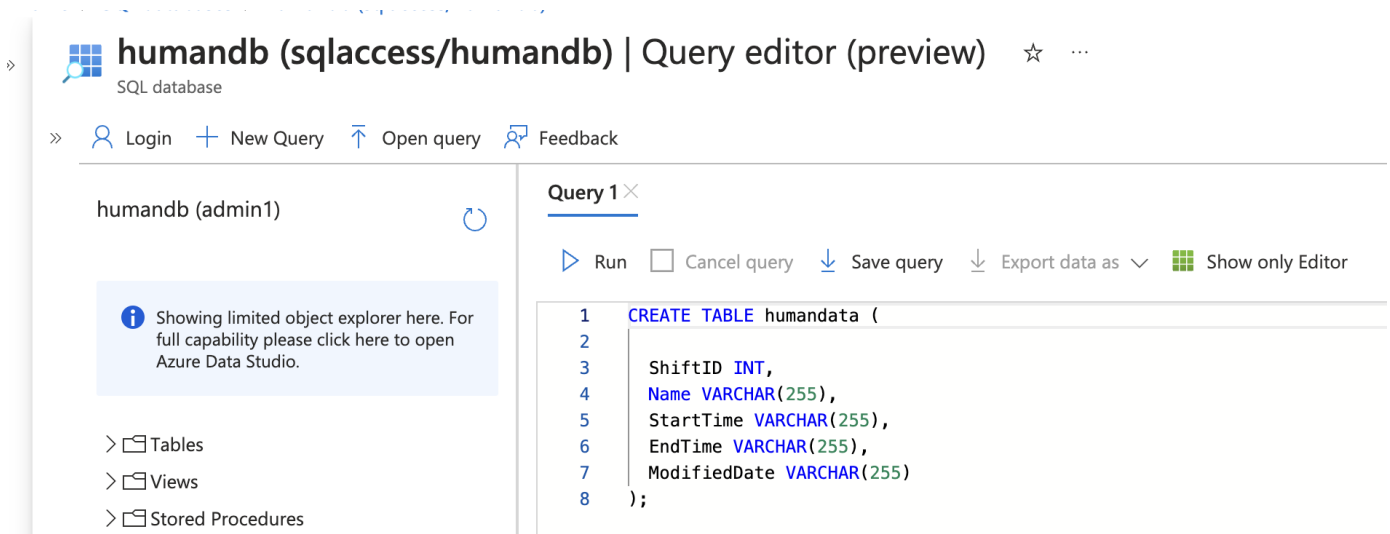 humandb (sqlaccess/humandb) | Query editor (preview) ☆ ...
SQL database
Login + New Query Open query Feedback
humandb (admin1)
Showing limited object explorer here. For
full capability please click here to open
Azure Data Studio.
Tables
Views
Stored Procedures
Query 1
Run Cancel query Save query Export data as Show only Editor
1 CREATE TABLE humandata (
2
3 ShiftID INT,
4 Name VARCHAR(255),
5 StartTime VARCHAR(255),
6 EndTime VARCHAR(255),
7 ModifiedDate VARCHAR(255)
8 );